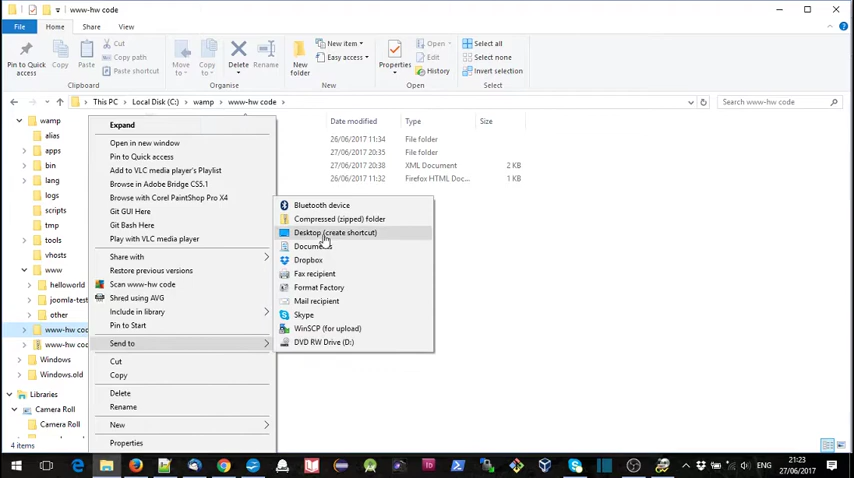 www-hw code
File Home Share View
Pin to Quick access
Copy
Paste
Cut
Copy path
Paste shortcut
Clipboard
Move to
Copy to
Delete
Rename
Organise
New folder
New item
Easy access
New
Properties
Open
Edit
History
Open
Select all
Select none
Invert selection
Select
This PC > Local Disk (C:) > wamp > www-hw code >
Search www-hw code
wamp
alias
apps
bin
lang
logs
scripts
tmp
tools
vhosts
www
helloworld
joomla-test
other
www-hw cod
www-hw coc
Windows
Windows.old
Libraries
Camera Roll
Camera Roll
4 items
Date modified Type Size
26/06/2017 11:34 File folder
27/06/2017 20:35 File folder
27/06/2017 20:38 XML Document 2 KB
26/06/2017 11:32 Firefox HTML Doc... 1 KB
Expand
Open in new window
Pin to Quick access
Add to VLC media player's Playlist
Browse in Adobe Bridge CS5.1
Browse with Corel PaintShop Pro X4
Git GUI Here
Git Bash Here
Play with VLC media player
Share with
Restore previous versions
Scan www-hw code
Shred using AVG
Include in library
Pin to Start
Send to
Cut
Copy
Delete
Rename
New
Properties
Bluetooth device
Compressed (zipped) folder
Desktop (create shortcut)
Documents
Dropbox
Fax recipient
Format Factory
Mail recipient
Skype
WinSCP (for upload)
DVD RW Drive (D:)
ENG
21:23
27/06/2017